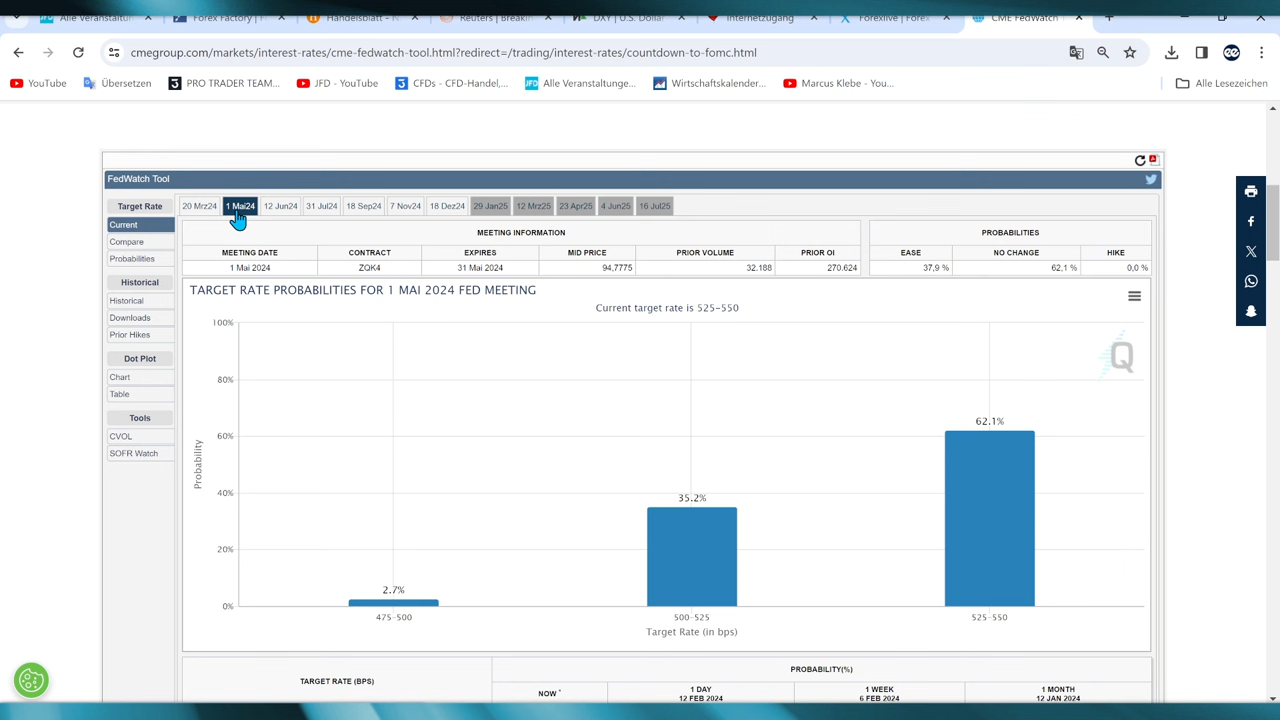 Alle Veranstaltu Forex Factory | Handelsblatt - N Reuters | Breakin DXY | U.S. Dollar Internetzugang Forexlive | Forex CME FedWatch
cmegroup.com/markets/interest-rates/cme-fedwatch-tool.html?redirect=/trading/interest-rates/countdown-to-fomc.html
YouTube Übersetzen PRO TRADER TEAM... JFD - YouTube CFDs - CFD-Handel,... Alle Veranstaltunge... Wirtschaftskalender... Marcus Klebe - You... Alle Lesezeichen
FedWatch Tool
Target Rate
Current
Compare
Probabilities
Historical
Historical
Downloads
Prior Hikes
Dot Plot
Chart
Table
Tools
CVOL
SOFR Watch
20 Mrz24 1 Mai24 12 Jun24 31 Jul24 18 Sep24 7 Nov24 18 Dez24 29 Jan25 12 Mrz25 23 Apr25 4 Jun25 16 Jul25
MEETING INFORMATION PROBABILITIES
MEETING DATE CONTRACT EXPIRES MID PRICE PRIOR VOLUME PRIOR OI EASE NO CHANGE HIKE
1 Mai 2024 ZQK4 31 Mai 2024 94,7775 32.188 270.624 37,9 % 62,1 % 0,0 %
TARGET RATE PROBABILITIES FOR 1 MAI 2024 FED MEETING
Current target rate is 525-550
Q
100%
80%
60%
40%
20%
0%
Probability
2.7%
35.2%
62.1%
475-500 500-525 525-550
Target Rate (in bps)
TARGET RATE (BPS) PROBABILITY(%)
NOW * 1 DAY 1 WEEK 1 MONTH
12 FEB 2024 6 FEB 2024 12 JAN 2024